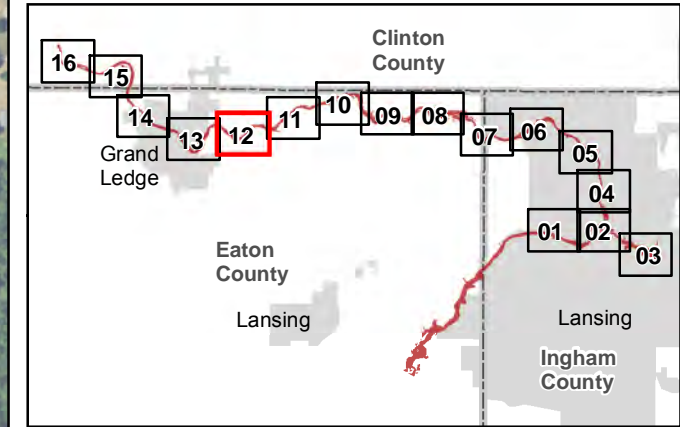 Clinton
County
16
15
14
13
12
11
10
09
08
07
06
05
04
01
02
03
Grand
Ledge
Eaton
County
Lansing
Lansing
Ingham
County